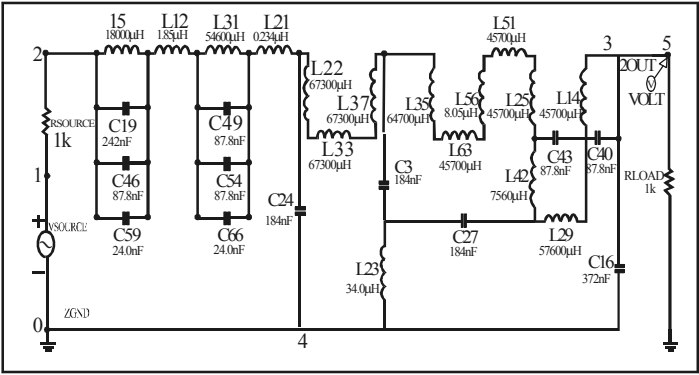 15
18000µH
L12
1.85µH
L31
54600µH
L21
0.234µH
L51
45700µH
2
3
5
2OUT
V
VOLT
L22
67300µH
L37
67300µH
L35
64700µH
L56
8.05µH
L25
45700µH
L14
45700µH
RSOURCE
1k
C19
242nF
C49
87.8nF
L33
67300µH
L63
45700µH
C46
87.8nF
C54
87.8nF
C3
184nF
L42
7560µH
C43
87.8nF
C40
87.8nF
RLOAD
1k
1
C24
184nF
+
VSOURCE
C59
24.0nF
C66
24.0nF
C27
184nF
L29
57600µH
L23
34.0µH
C16
372nF
−
ZGND
0
4